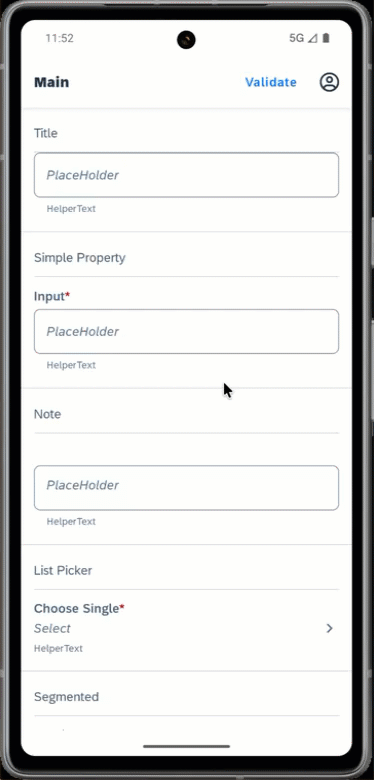 11:52 5G
Main Validate
Title
PlaceHolder
HelperText
Simple Property
Input*
PlaceHolder
HelperText
Note
PlaceHolder
HelperText
List Picker
Choose Single*
Select
HelperText
Segmented